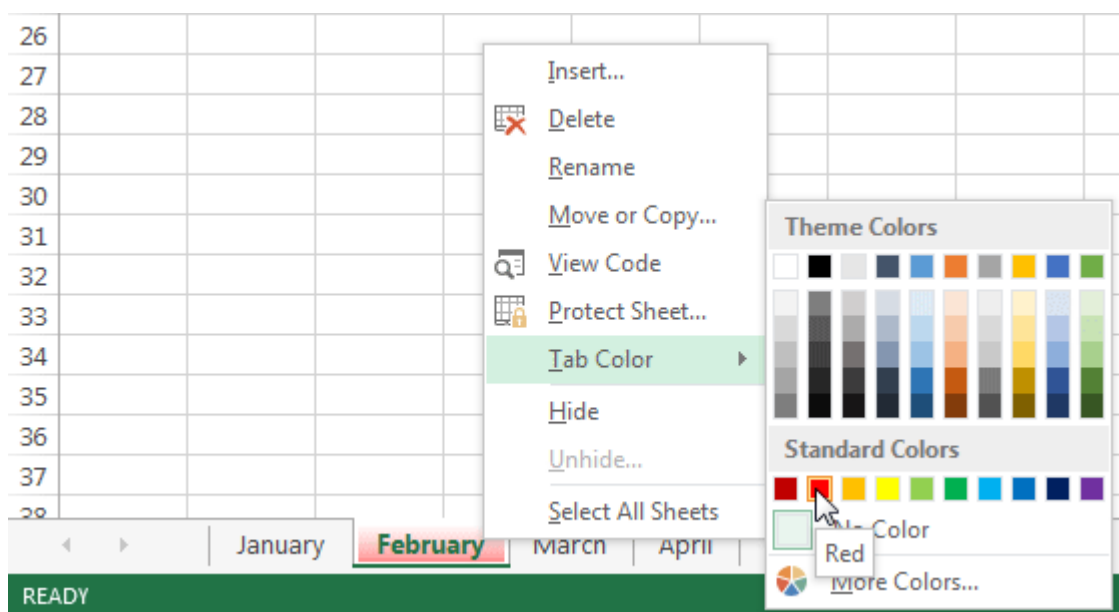 26
27
28
29
30
31
32
33
34
35
36
37
38
Insert...
Delete
Rename
Move or Copy...
View Code
Protect Sheet...
Tab Color
Hide
Unhide...
Select All Sheets
Theme Colors
Standard Colors
No Color
Red
More Colors...
January February March April
READY